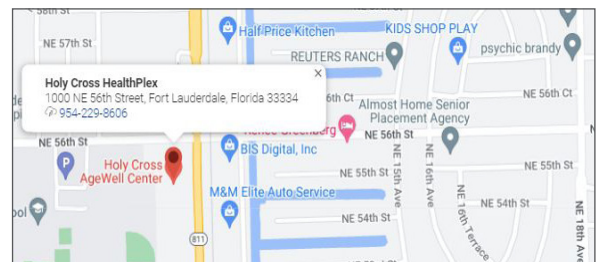 58th St
Half Price Kitchen
KIDS SHOP PLAY
NE 57th St
REUTERS RANCH
psychic brandy
Holy Cross HealthPlex
1000 NE 56th Street, Fort Lauderdale, Florida 33334
954-229-8606
6th Ct
NE 56th Ct
Almost Home Senior
Placement Agency
NE 56th St
Renee Greenberg
NE 56th St
P
Holy Cross
AgeWell Center
BIS Digital, Inc
NE 55th St
NE 55th St
NE 15th Ave
NE 16th Ave
M&M Elite Auto Service
NE 16th Terrace
NE 54th St
NE 54th St
NE 18th Ave
ool
811